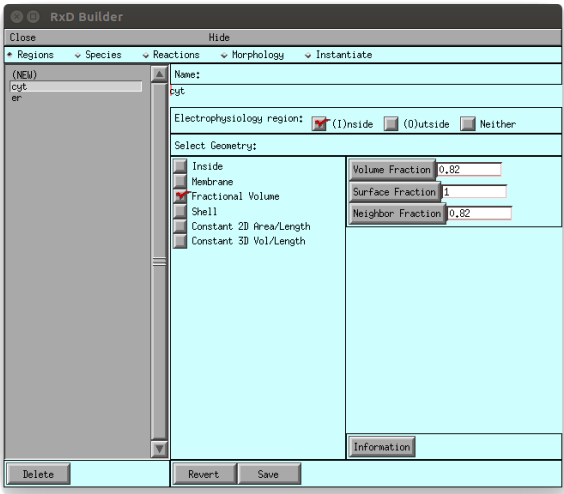 RxD Builder
Close Hide
Regions Species Reactions Morphology Instantiate
(NEW)
cyt
er
Name:
cyt
Electrophysiology region: (I)nside (O)utside Neither
Select Geometry:
Inside
Membrane
Fractional Volume
Shell
Constant 2D Area/Length
Constant 3D Vol/Length
Volume Fraction 0.82
Surface Fraction 1
Neighbor Fraction 0.82
Information
Delete Revert Save